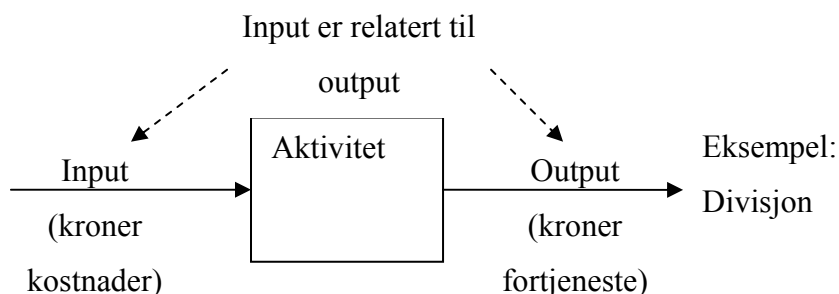 Input er relatert til
output
Aktivitet
Input
(kroner
kostnader)
Output
(kroner
fortjeneste)
Eksempel:
Divisjon